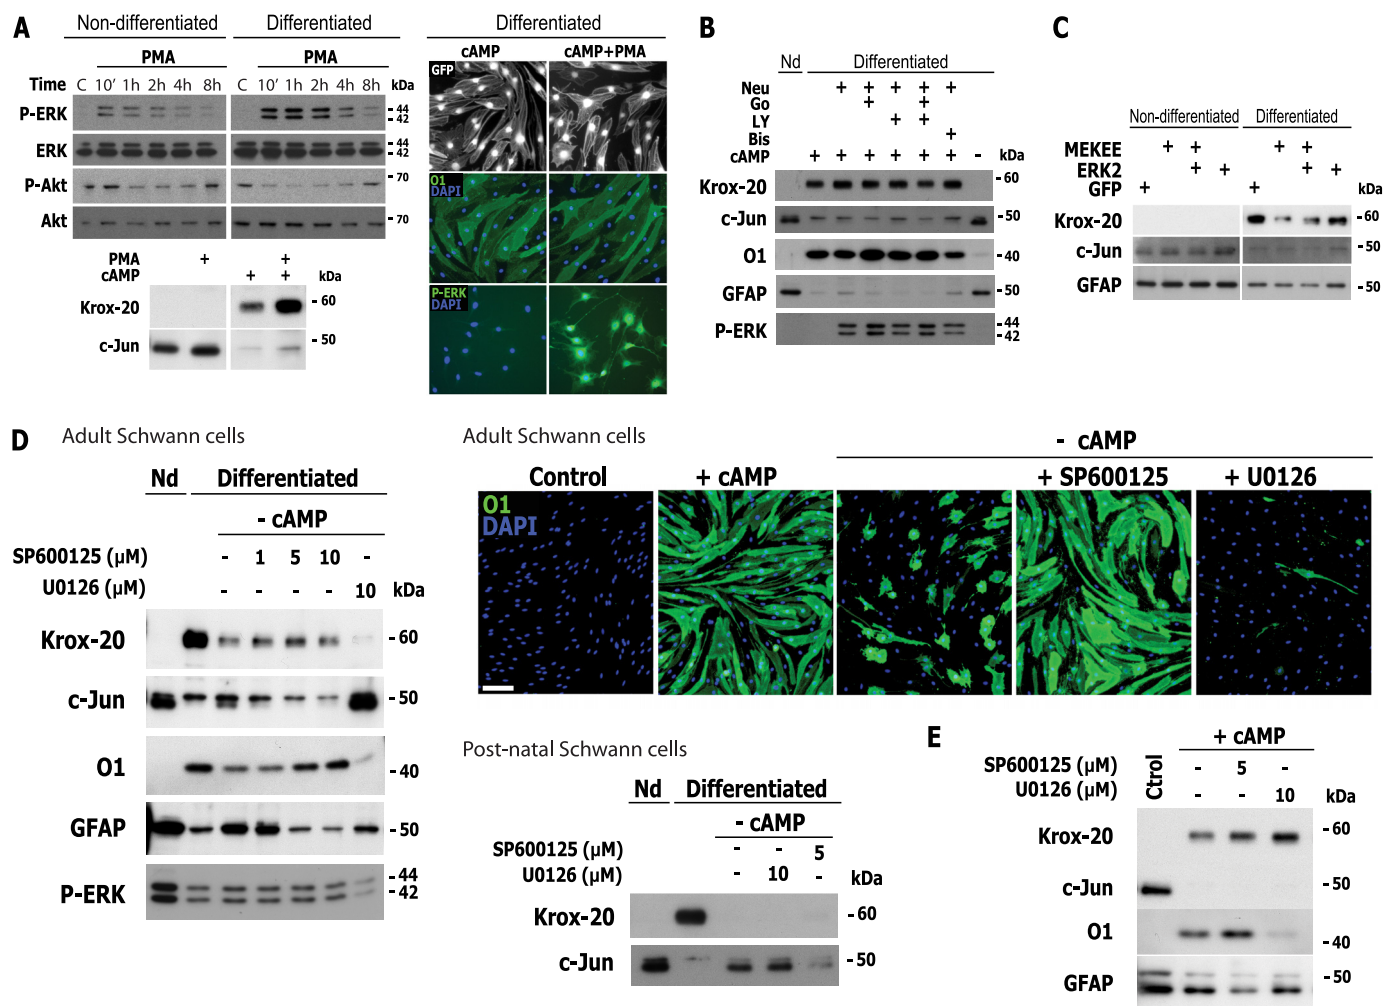 A
Non-differentiated Differentiated
PMA PMA
Time C 10' 1h 2h 4h 8h C 10' 1h 2h 4h 8h kDa
P-ERK - 44
- 42
ERK - 44
- 42
P-Akt - 70
Akt - 70
PMA + +
cAMP + + kDa
Krox-20 - 60
c-Jun - 50
Differentiated
cAMP cAMP+PMA
GFP
O1
DAPI
P-ERK
DAPI
B
Nd Differentiated
Neu + + + + +
Go + +
LY + +
Bis +
cAMP + + + + + + - kDa
Krox-20 - 60
c-Jun - 50
O1 - 40
GFAP - 50
P-ERK - 44
- 42
C
Non-differentiated Differentiated
MEKEE + + + +
ERK2 + + + +
GFP + + kDa
Krox-20 - 60
c-Jun - 50
GFAP - 50
D
Adult Schwann cells
Nd Differentiated
- cAMP
SP600125 (µM) - 1 5 10 -
U0126 (µM) - - - - 10 kDa
Krox-20 - 60
c-Jun - 50
O1 - 40
GFAP - 50
P-ERK - 44
- 42
Adult Schwann cells
- cAMP
Control + cAMP + SP600125 + U0126
O1
DAPI
Post-natal Schwann cells
Nd Differentiated
- cAMP
SP600125 (µM) - - 5
U0126 (µM) - 10 - kDa
Krox-20 - 60
c-Jun - 50
E
+ cAMP
SP600125 (µM) - 5 -
U0126 (µM) - - 10
Ctrol kDa
Krox-20 - 60
c-Jun - 50
O1 - 40
GFAP - 50